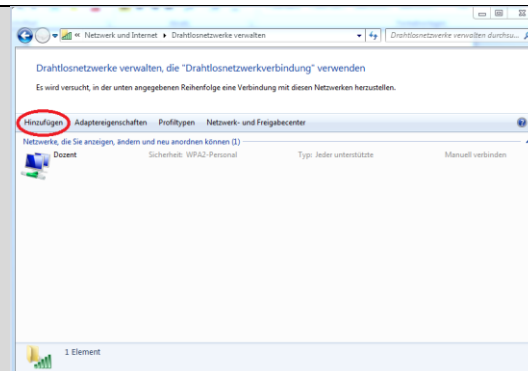 « Netzwerk und Internet ▸ Drahtlosnetzwerke verwalten
Drahtlosnetzwerke verwalten durchsu...
Drahtlosnetzwerke verwalten, die "Drahtlosnetzwerkverbindung" verwenden
Es wird versucht, in der unten angegebenen Reihenfolge eine Verbindung mit diesen Netzwerken herzustellen.
Hinzufügen Adaptereigenschaften Profiltypen Netzwerk- und Freigabecenter
Netzwerke, die Sie anzeigen, ändern und neu anordnen können (1)
Dozent Sicherheit: WPA2-Personal Typ: Jeder unterstützte Manuell verbinden
1 Element